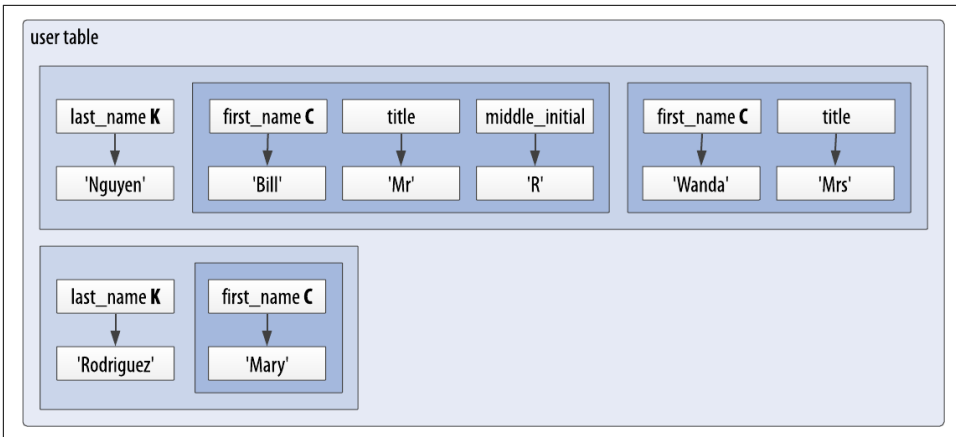 user table
last_name K first_name C title middle_initial first_name C title
'Nguyen' 'Bill' 'Mr' 'R' 'Wanda' 'Mrs'
last_name K first_name C
'Rodriguez' 'Mary'